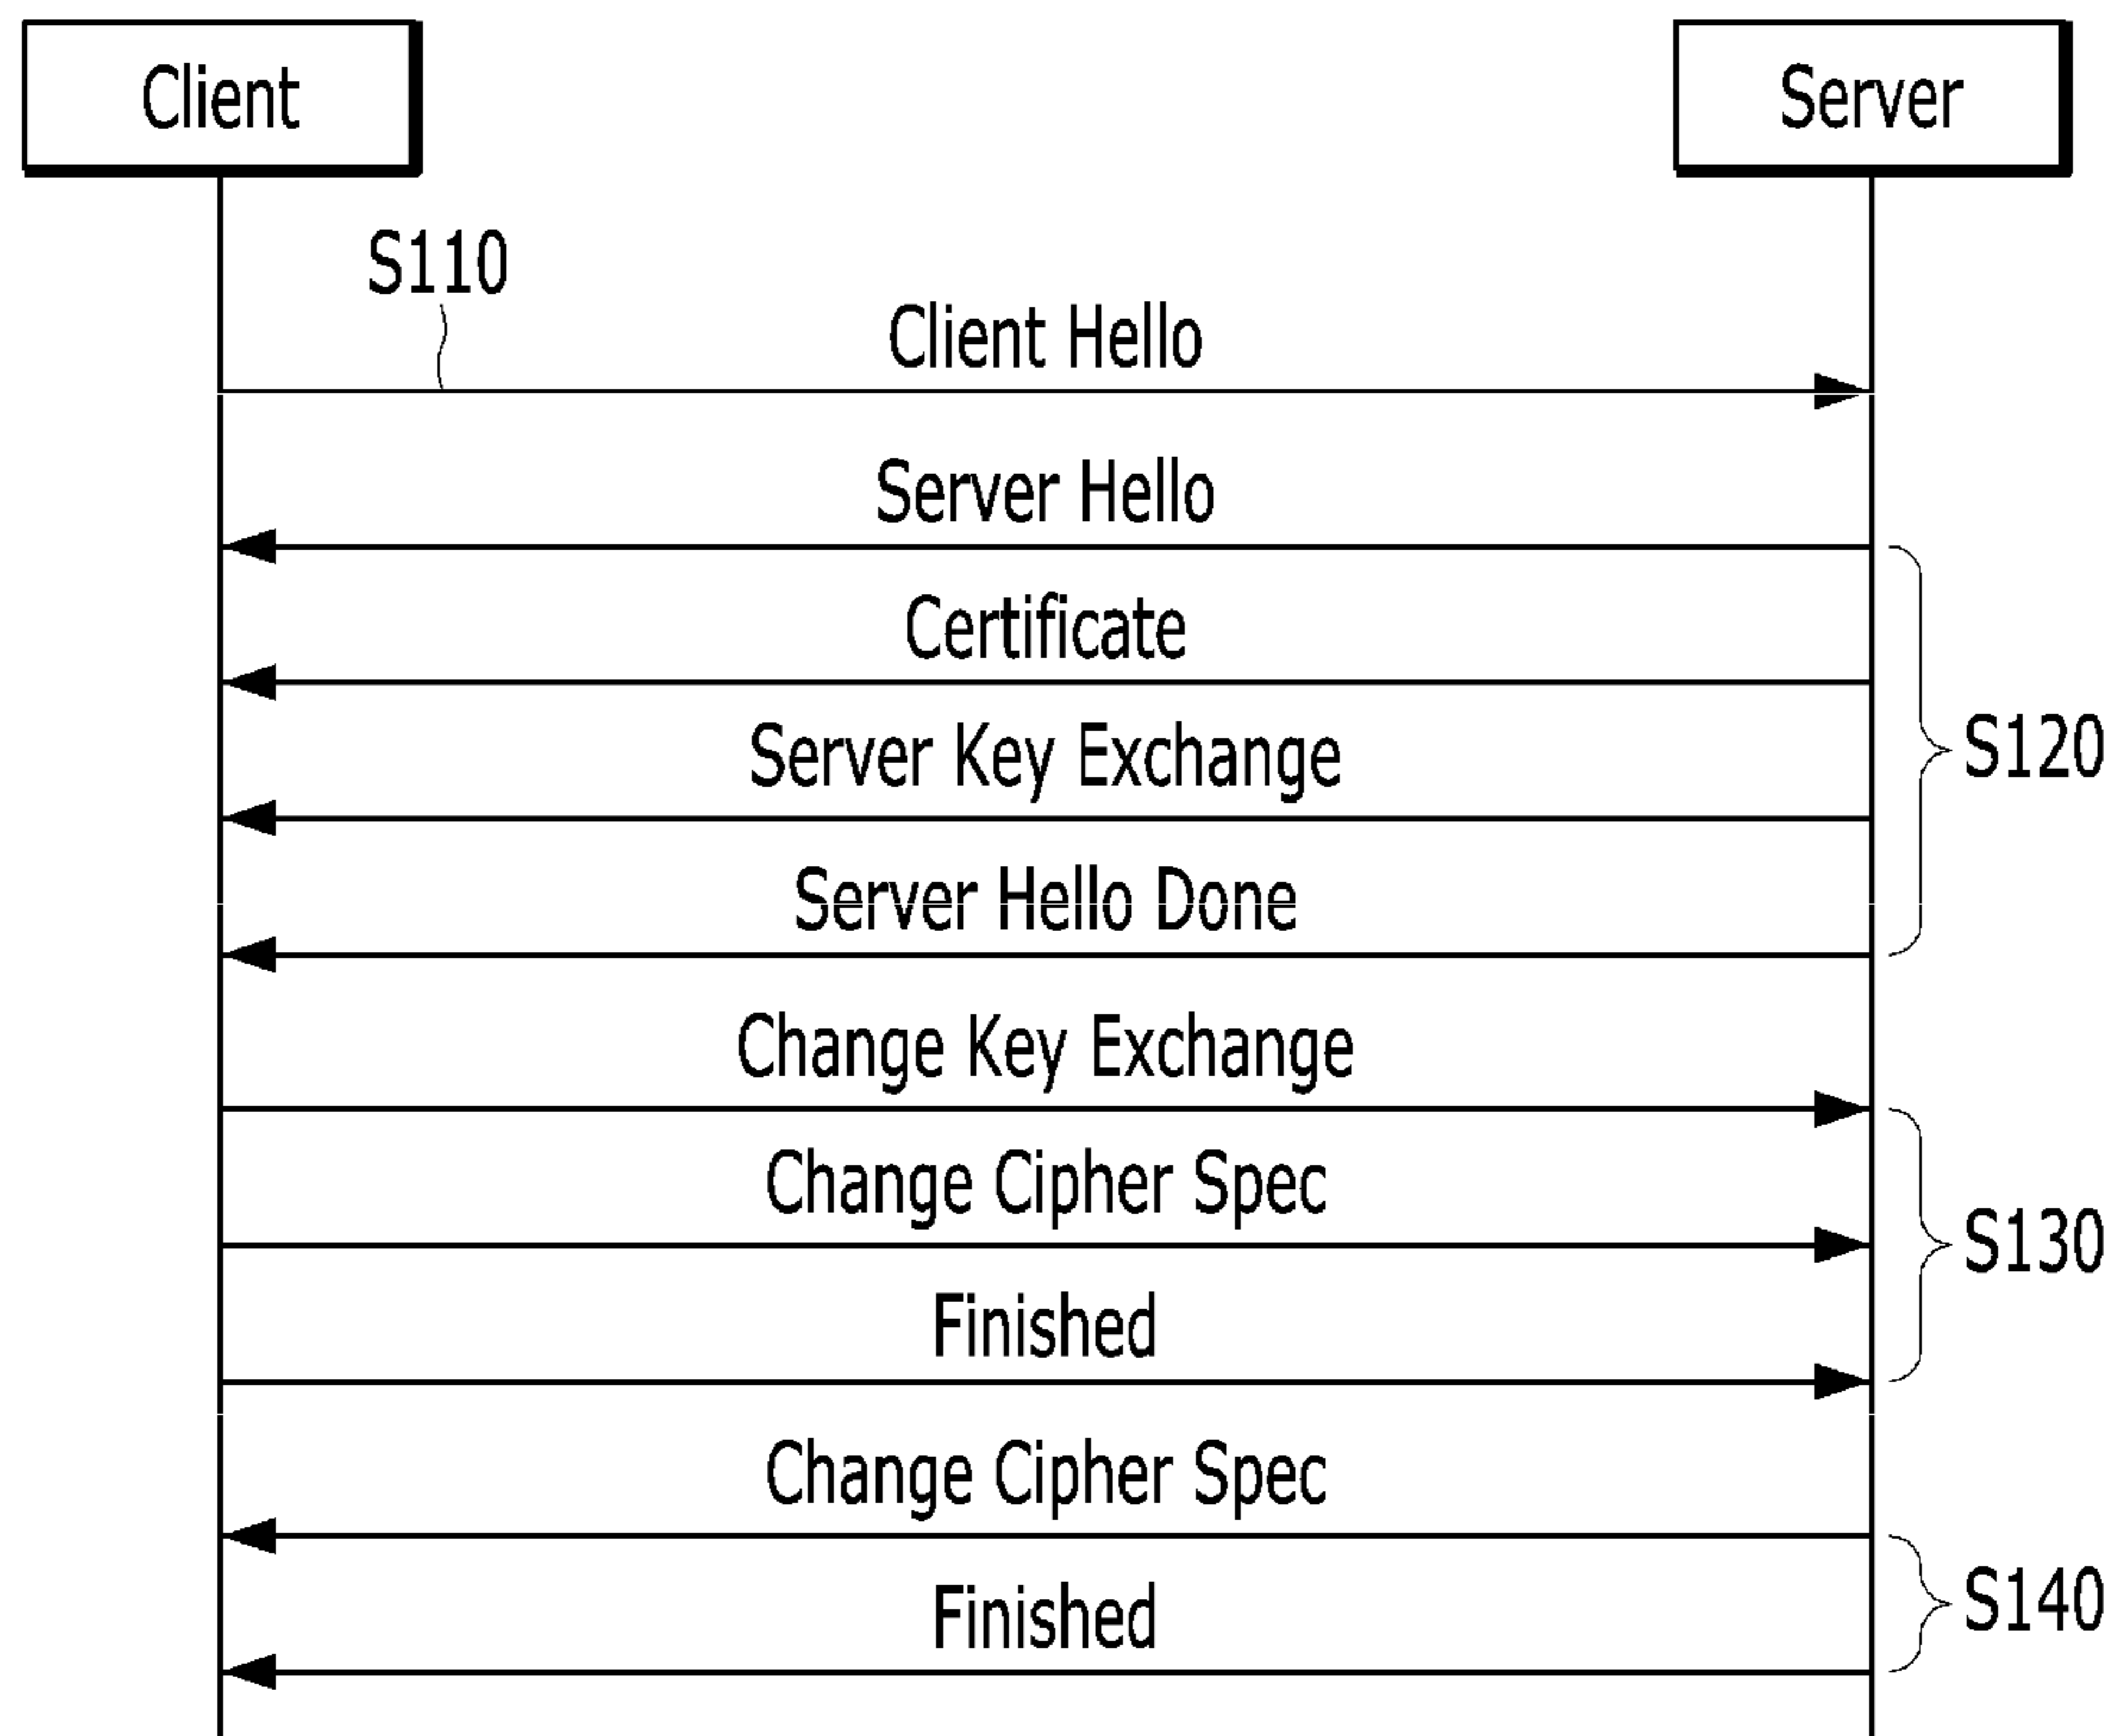 Client
Server
S110
Client Hello
Server Hello
Certificate
Server Key Exchange
S120
Server Hello Done
Change Key Exchange
Change Cipher Spec
S130
Finished
Change Cipher Spec
S140
Finished